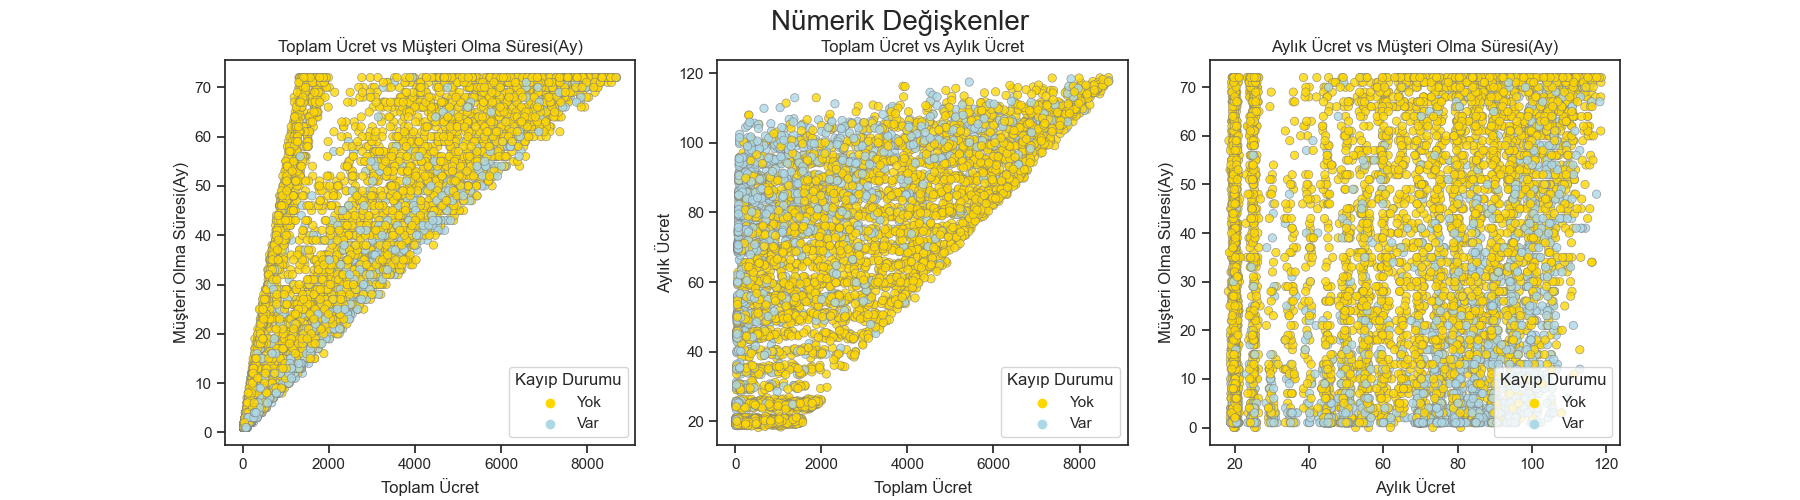 Nümerik Değişkenler
Toplam Ücret vs Müşteri Olma Süresi(Ay)
Müşteri Olma Süresi(Ay)
70
60
50
40
30
20
10
0
0 2000 4000 6000 8000
Toplam Ücret
Kayıp Durumu
Yok
Var
Toplam Ücret vs Aylık Ücret
Aylık Ücret
120
100
80
60
40
20
0 2000 4000 6000 8000
Toplam Ücret
Kayıp Durumu
Yok
Var
Aylık Ücret vs Müşteri Olma Süresi(Ay)
Müşteri Olma Süresi(Ay)
70
60
50
40
30
20
10
0
20 40 60 80 100 120
Aylık Ücret
Kayıp Durumu
Yok
Var